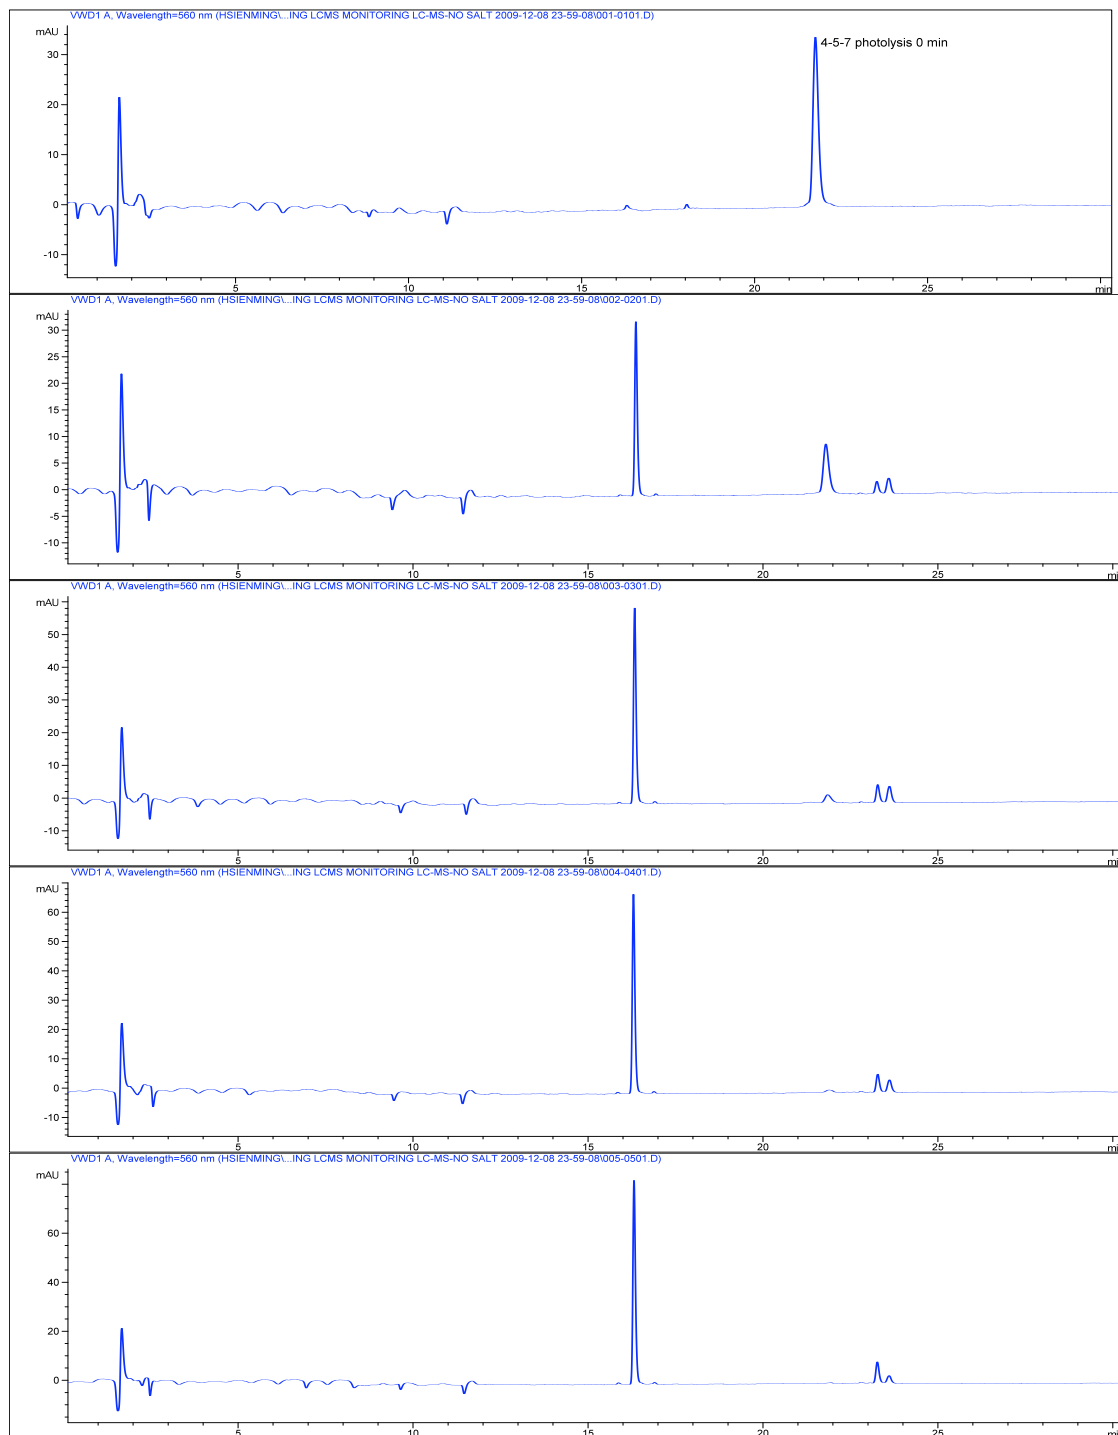 VWD1 A, Wavelength=560 nm (HSIENMING\...ING LCMS MONITORING LC-MS-NO SALT 2009-12-08 23-59-08\001-0101.D)
mAU
4-5-7 photolysis 0 min
30
20
10
0
-10
5 10 15 20 25 min
VWD1 A, Wavelength=560 nm (HSIENMING\...ING LCMS MONITORING LC-MS-NO SALT 2009-12-08 23-59-08\002-0201.D)
mAU
30
25
20
15
10
5
0
-5
-10
5 10 15 20 25 mi
VWD1 A, Wavelength=560 nm (HSIENMING\...ING LCMS MONITORING LC-MS-NO SALT 2009-12-08 23-59-08\003-0301.D)
mAU
50
40
30
20
10
0
-10
5 10 15 20 25 mi
VWD1 A, Wavelength=560 nm (HSIENMING\...ING LCMS MONITORING LC-MS-NO SALT 2009-12-08 23-59-08\004-0401.D)
mAU
60
50
40
30
20
10
0
-10
5 10 15 20 25 mi
VWD1 A, Wavelength=560 nm (HSIENMING\...ING LCMS MONITORING LC-MS-NO SALT 2009-12-08 23-59-08\005-0501.D)
mAU
60
40
20
0
5 10 15 20 25 mi